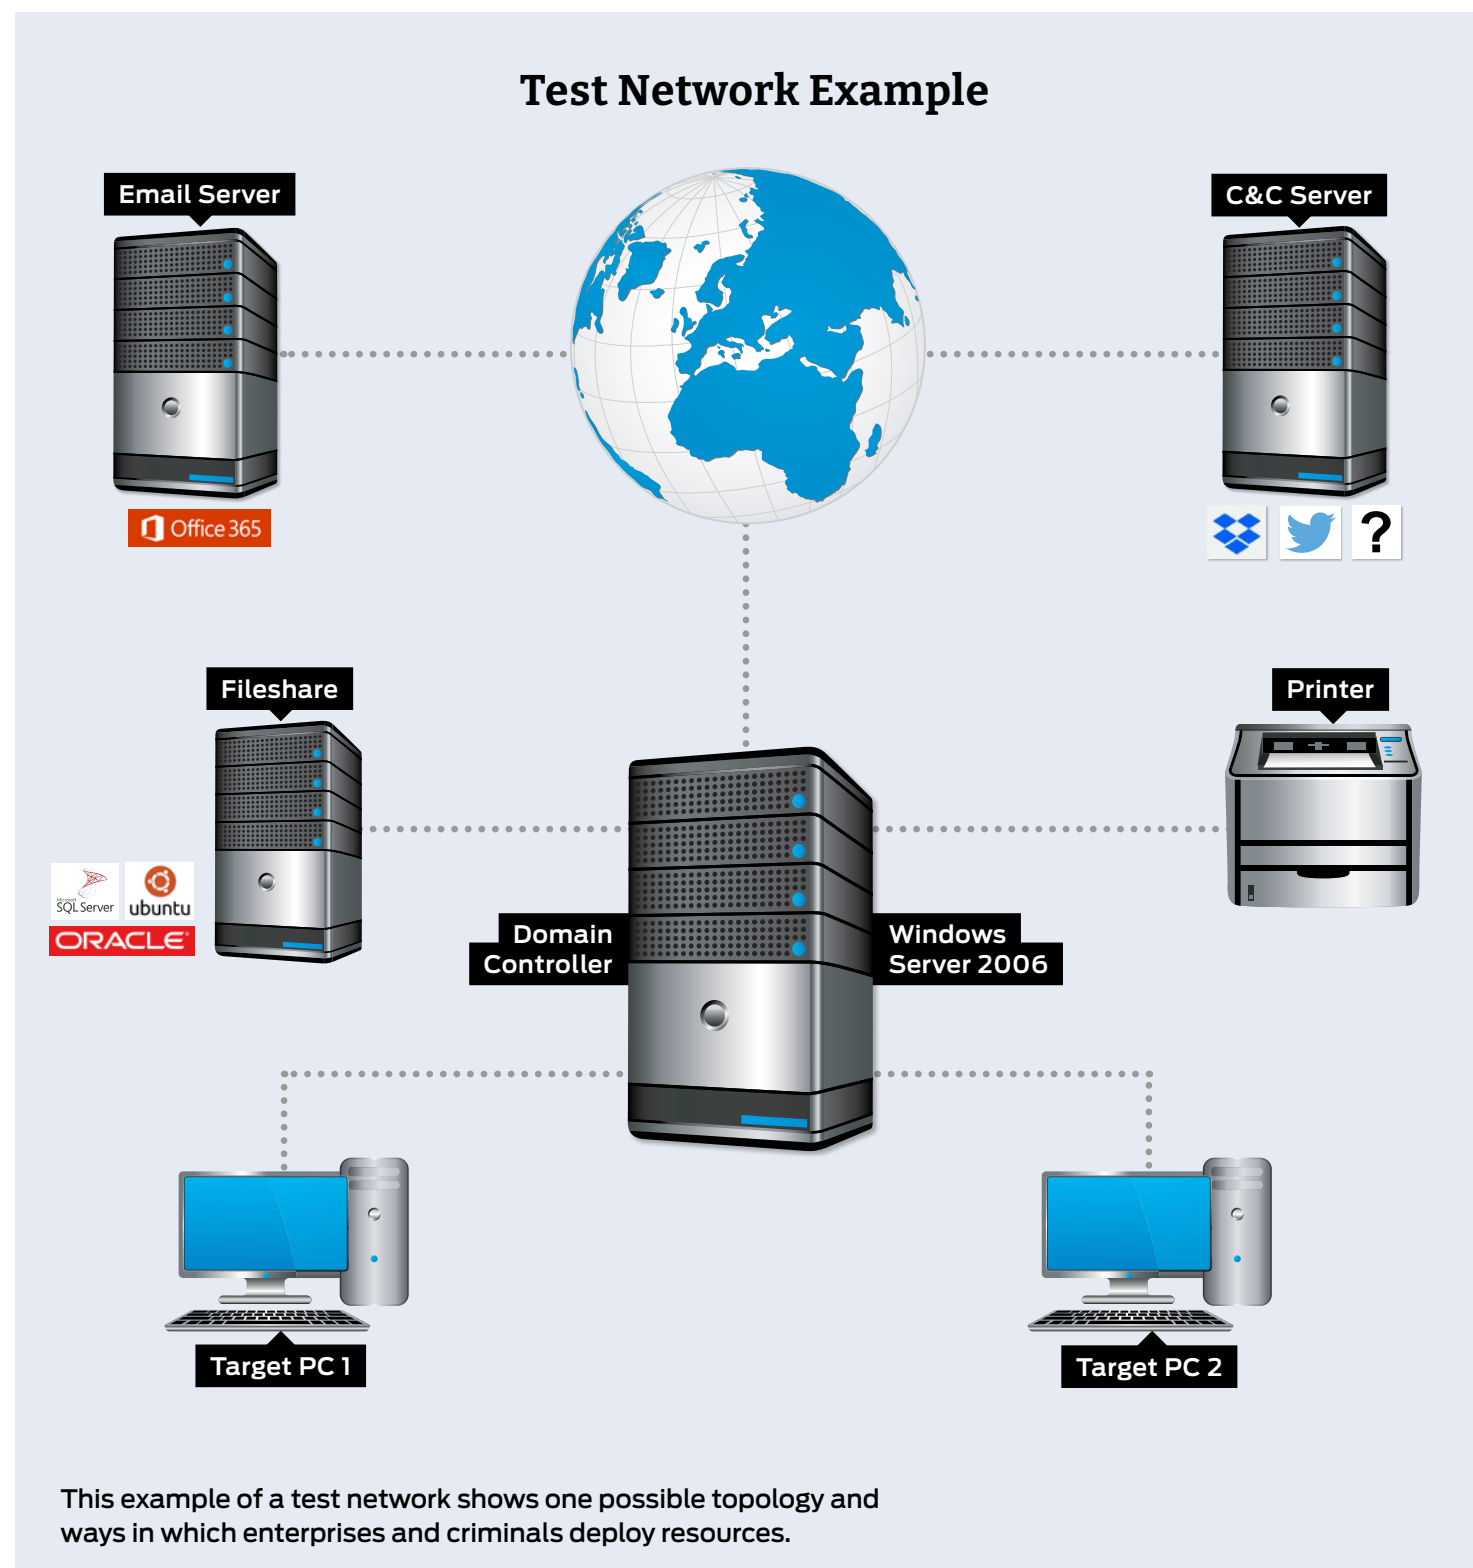 Test Network Example
Email Server
C&C Server
Office 365
?
Fileshare
Printer
Microsoft
SQL Server
ubuntu
ORACLE
Domain
Controller
Windows
Server 2006
Target PC 1
Target PC 2
This example of a test network shows one possible topology and
ways in which enterprises and criminals deploy resources.